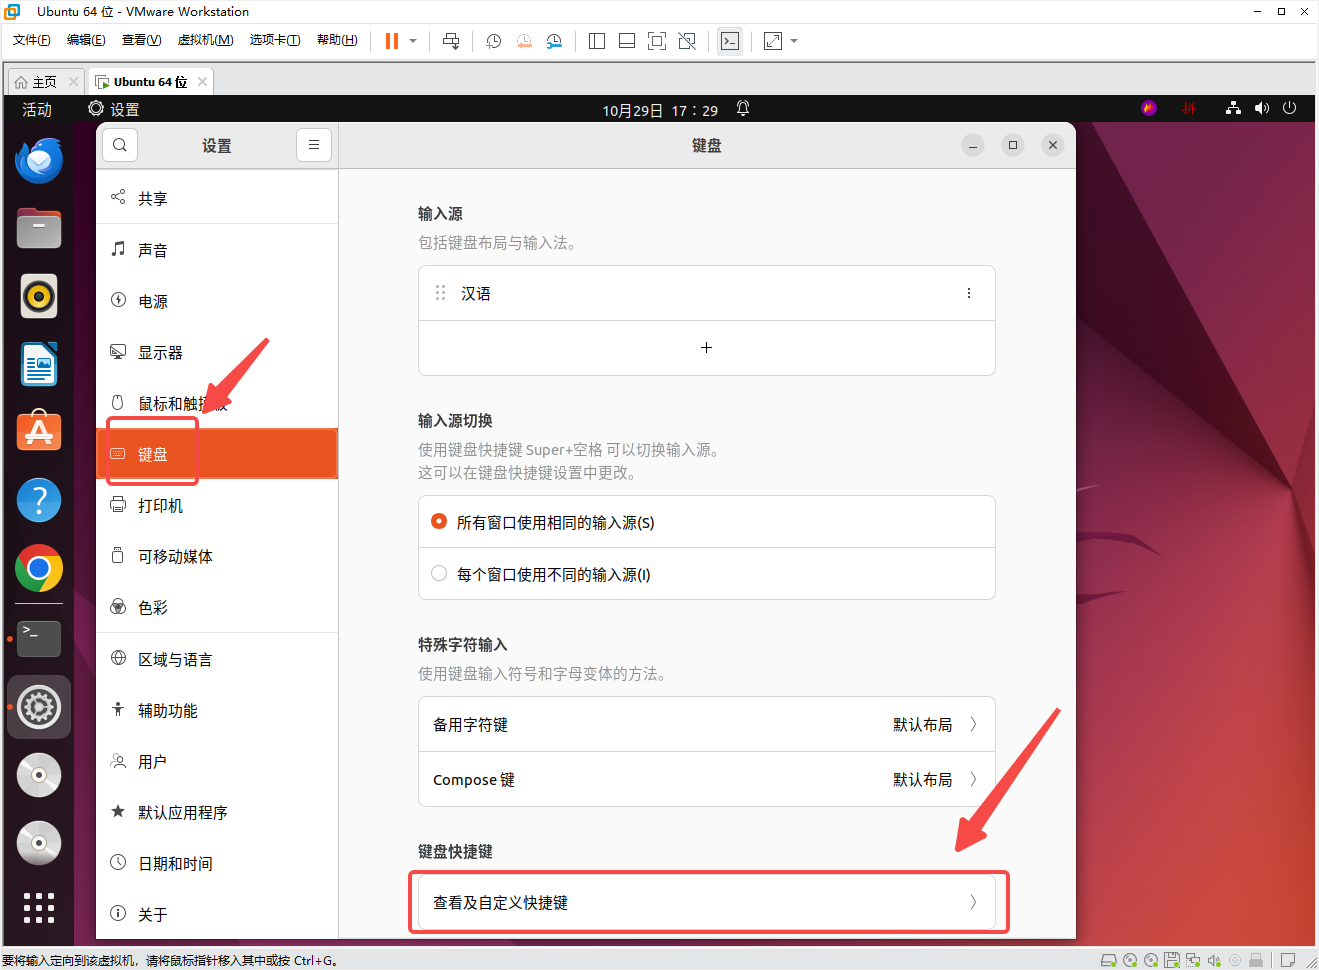 Ubuntu 64 位 - VMware Workstation
文件(F) 编辑(E) 查看(V) 虚拟机(M) 选项卡(T) 帮助(H)
主页 Ubuntu 64 位
活动 设置 10月29日 17：29 拼
设置 键盘
共享
声音
电源
显示器
鼠标和触摸板
键盘
打印机
可移动媒体
色彩
区域与语言
辅助功能
用户
默认应用程序
日期和时间
关于
输入源
包括键盘布局与输入法。
汉语
输入源切换
使用键盘快捷键 Super+空格 可以切换输入源。
这可以在键盘快捷键设置中更改。
所有窗口使用相同的输入源(S)
每个窗口使用不同的输入源(I)
特殊字符输入
使用键盘输入符号和字母变体的方法。
备用字符键 默认布局
Compose 键 默认布局
键盘快捷键
查看及自定义快捷键
要将输入定向到该虚拟机，请将鼠标指针移入其中或按 Ctrl+G。